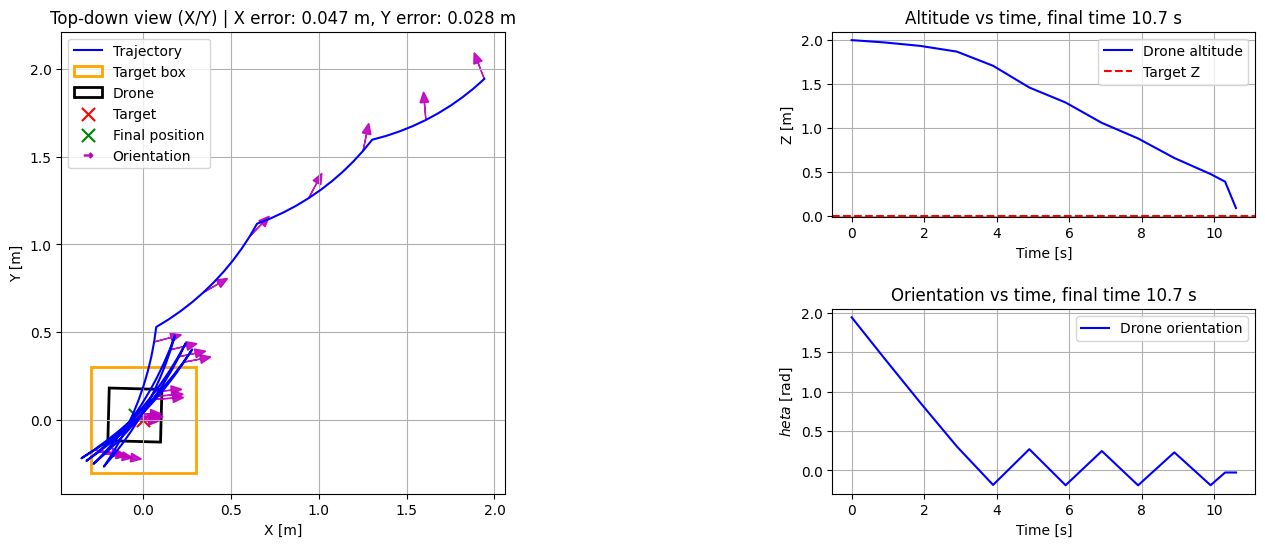 Top-down view (X/Y) | X error: 0.047 m, Y error: 0.028 m
Trajectory
Target box
Drone
Target
Final position
Orientation
2.0
1.5
1.0
0.5
0.0
Y [m]
0.0 0.5 1.0 1.5 2.0
X [m]
Altitude vs time, final time 10.7 s
Drone altitude
Target Z
2.0
1.5
1.0
0.5
0.0
Z [m]
0 2 4 6 8 10
Time [s]
Orientation vs time, final time 10.7 s
Drone orientation
2.0
1.5
1.0
0.5
0.0
heta [rad]
0 2 4 6 8 10
Time [s]